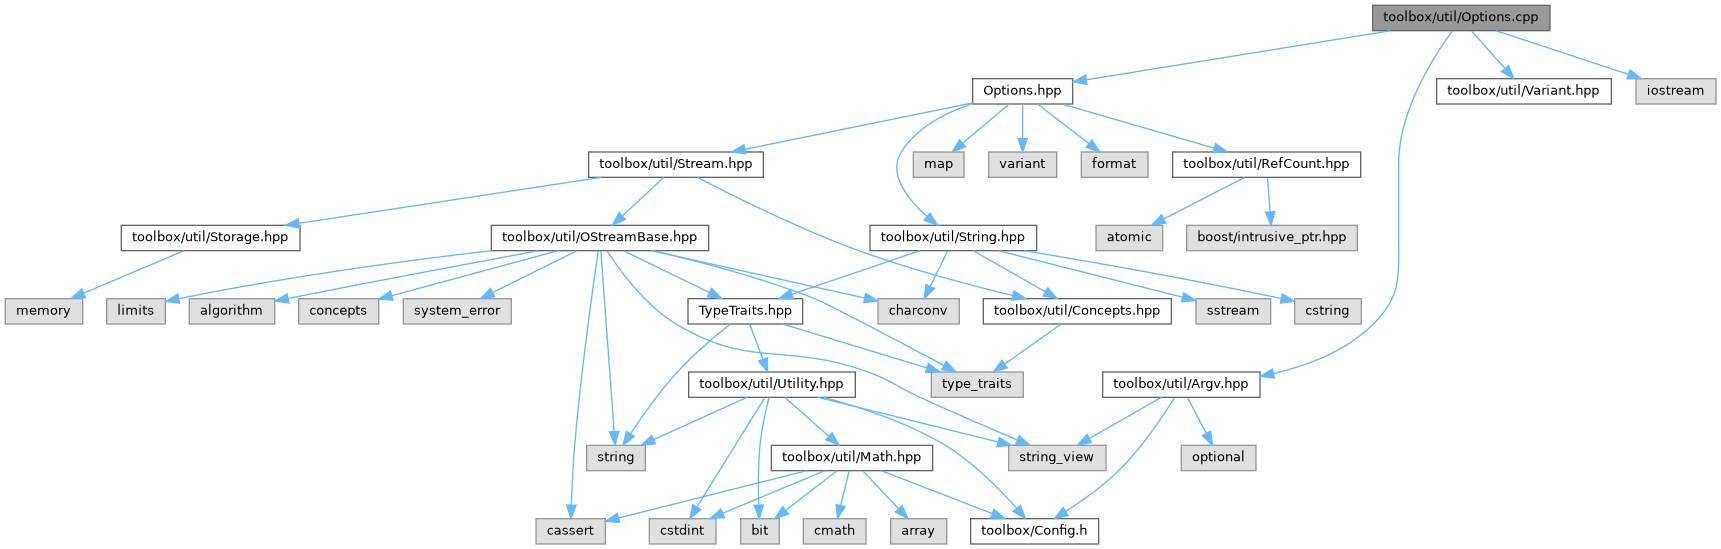 toolbox/util/Options.cpp
Options.hpp
toolbox/util/Variant.hpp
iostream
toolbox/util/Stream.hpp
map
variant
format
toolbox/util/RefCount.hpp
toolbox/util/Storage.hpp
toolbox/util/OStreamBase.hpp
toolbox/util/String.hpp
atomic
boost/intrusive_ptr.hpp
memory
limits
algorithm
concepts
system_error
TypeTraits.hpp
charconv
toolbox/util/Concepts.hpp
sstream
cstring
toolbox/util/Utility.hpp
type_traits
toolbox/util/Argv.hpp
string
toolbox/util/Math.hpp
string_view
optional
cassert
cstdint
bit
cmath
array
toolbox/Config.h